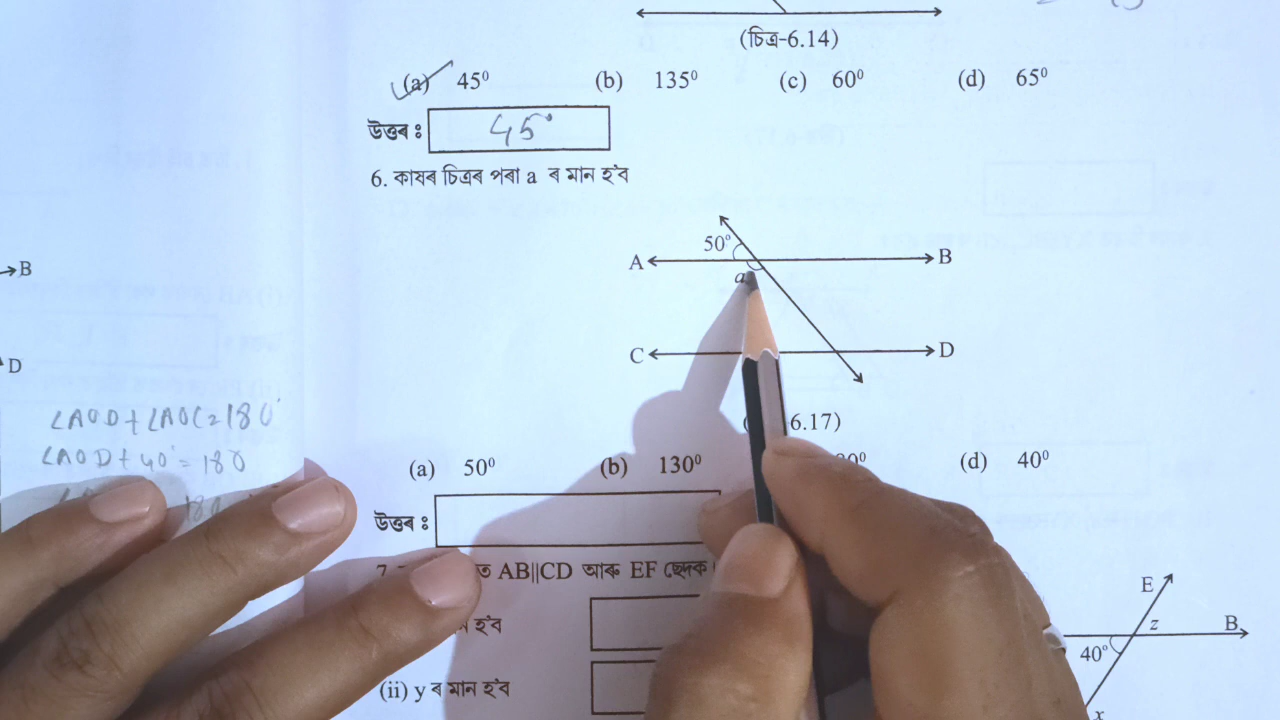 (চিত্ৰ-6.14)
(a) 45⁰ (b) 135⁰ (c) 60⁰ (d) 65⁰
উত্তৰ : 45°
6. কাষৰ চিত্ৰৰ পৰা a ৰ মান হ'ব
50°
A B
a
C D
6.17)
(a) 50⁰ (b) 130⁰ (d) 40⁰
উত্তৰ :
AB||CD আৰু EF ছেদক
হ'ব
(ii) y ৰ মান হ'ব
E
z B
40°
x
B
D
∠AOD+∠AOC=180°
∠AOD+40°=180